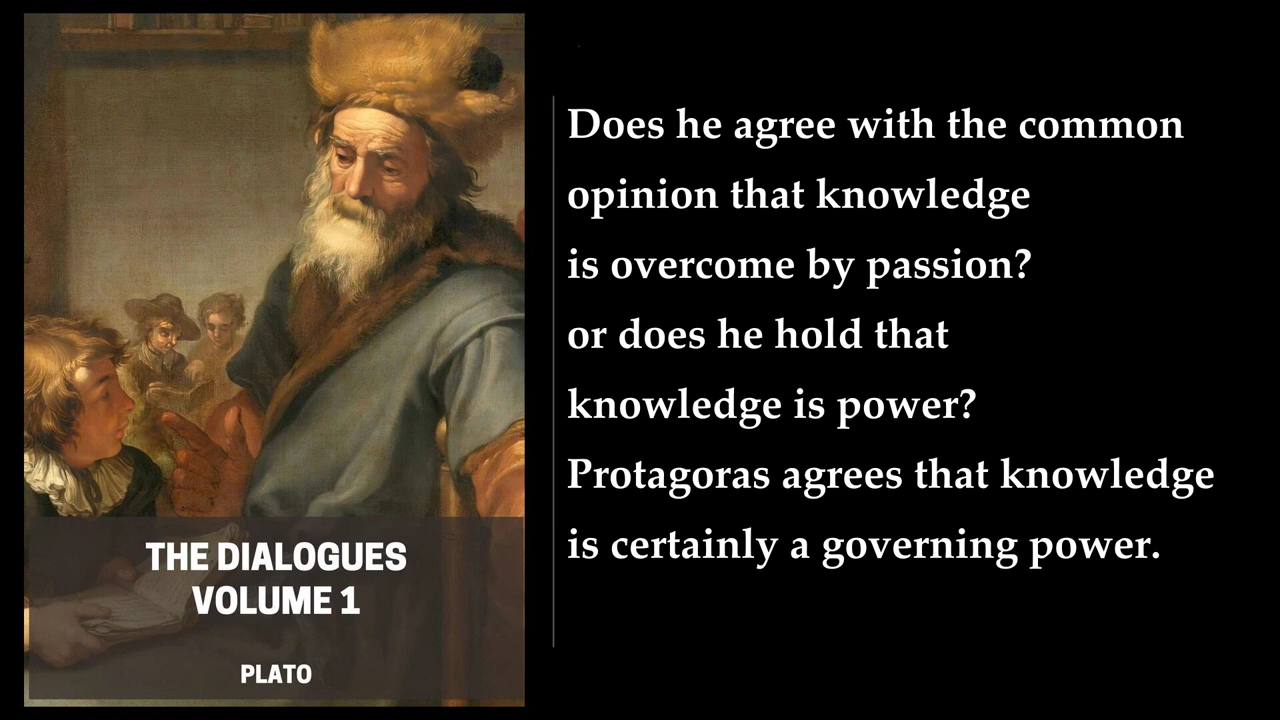 THE DIALOGUES
VOLUME 1
PLATO
Does he agree with the common
opinion that knowledge
is overcome by passion?
or does he hold that
knowledge is power?
Protagoras agrees that knowledge
is certainly a governing power.